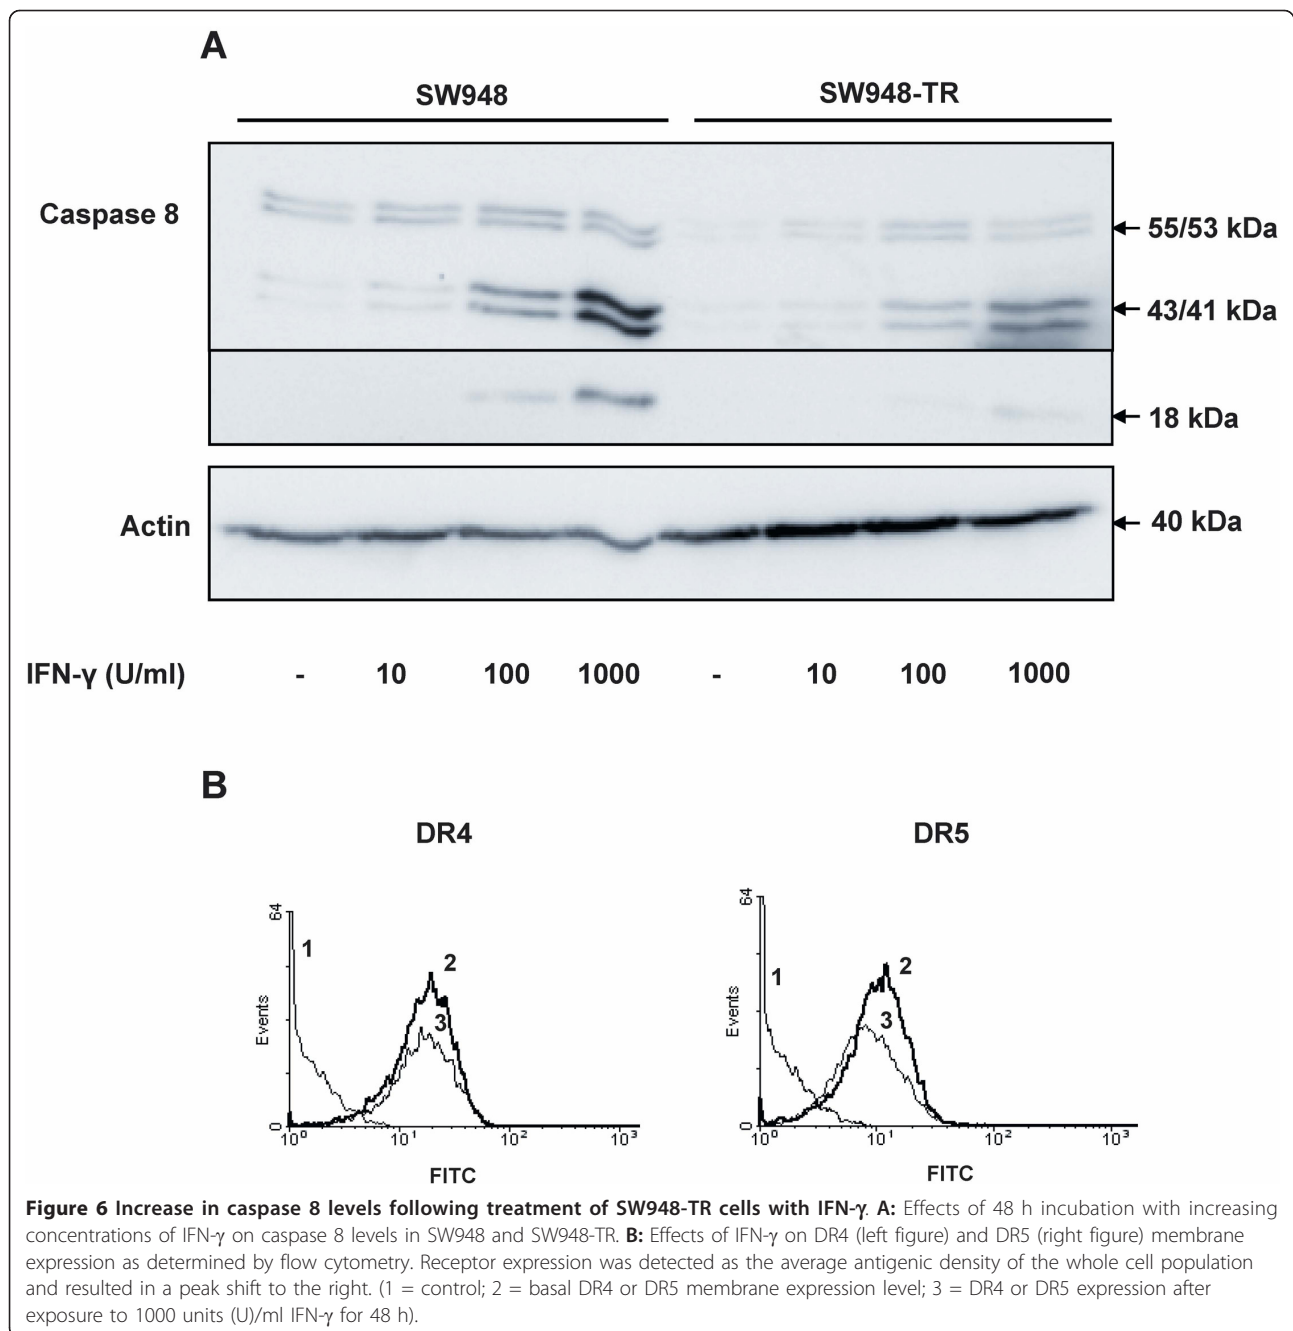 A
SW948 SW948-TR
Caspase 8
55/53 kDa
43/41 kDa
18 kDa
Actin
40 kDa
IFN-γ (U/ml) - 10 100 1000 - 10 100 1000
B
DR4 DR5
64 64
1 2 3 1 2 3
Events Events
0 0
10⁰ 10¹ 10² 10³ 10⁰ 10¹ 10² 10³
FITC FITC
Figure 6 Increase in caspase 8 levels following treatment of SW948-TR cells with IFN-γ. A: Effects of 48 h incubation with increasing
concentrations of IFN-γ on caspase 8 levels in SW948 and SW948-TR. B: Effects of IFN-γ on DR4 (left figure) and DR5 (right figure) membrane
expression as determined by flow cytometry. Receptor expression was detected as the average antigenic density of the whole cell population
and resulted in a peak shift to the right. (1 = control; 2 = basal DR4 or DR5 membrane expression level; 3 = DR4 or DR5 expression after
exposure to 1000 units (U)/ml IFN-γ for 48 h).